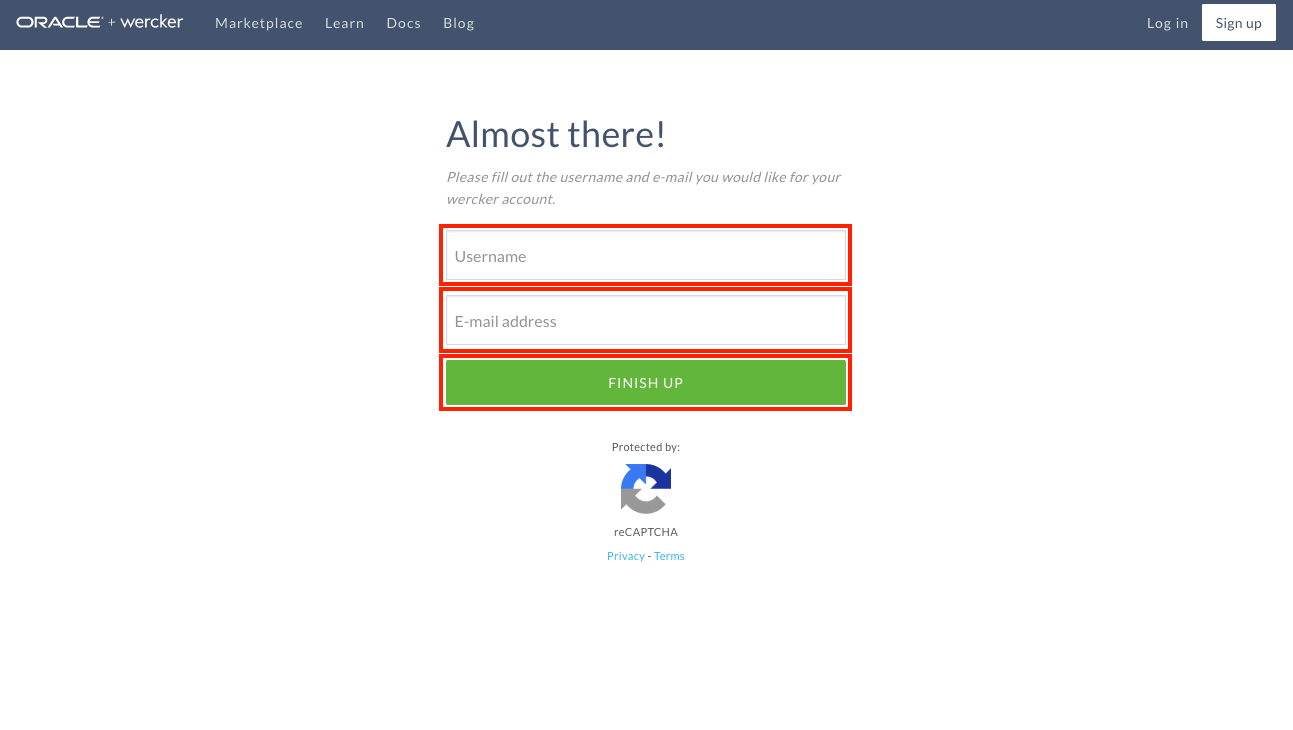 ORACLE + wercker Marketplace Learn Docs Blog Log in Sign up
Almost there!
Please fill out the username and e-mail you would like for your
wercker account.
Username
E-mail address
FINISH UP
Protected by:
reCAPTCHA
Privacy - Terms